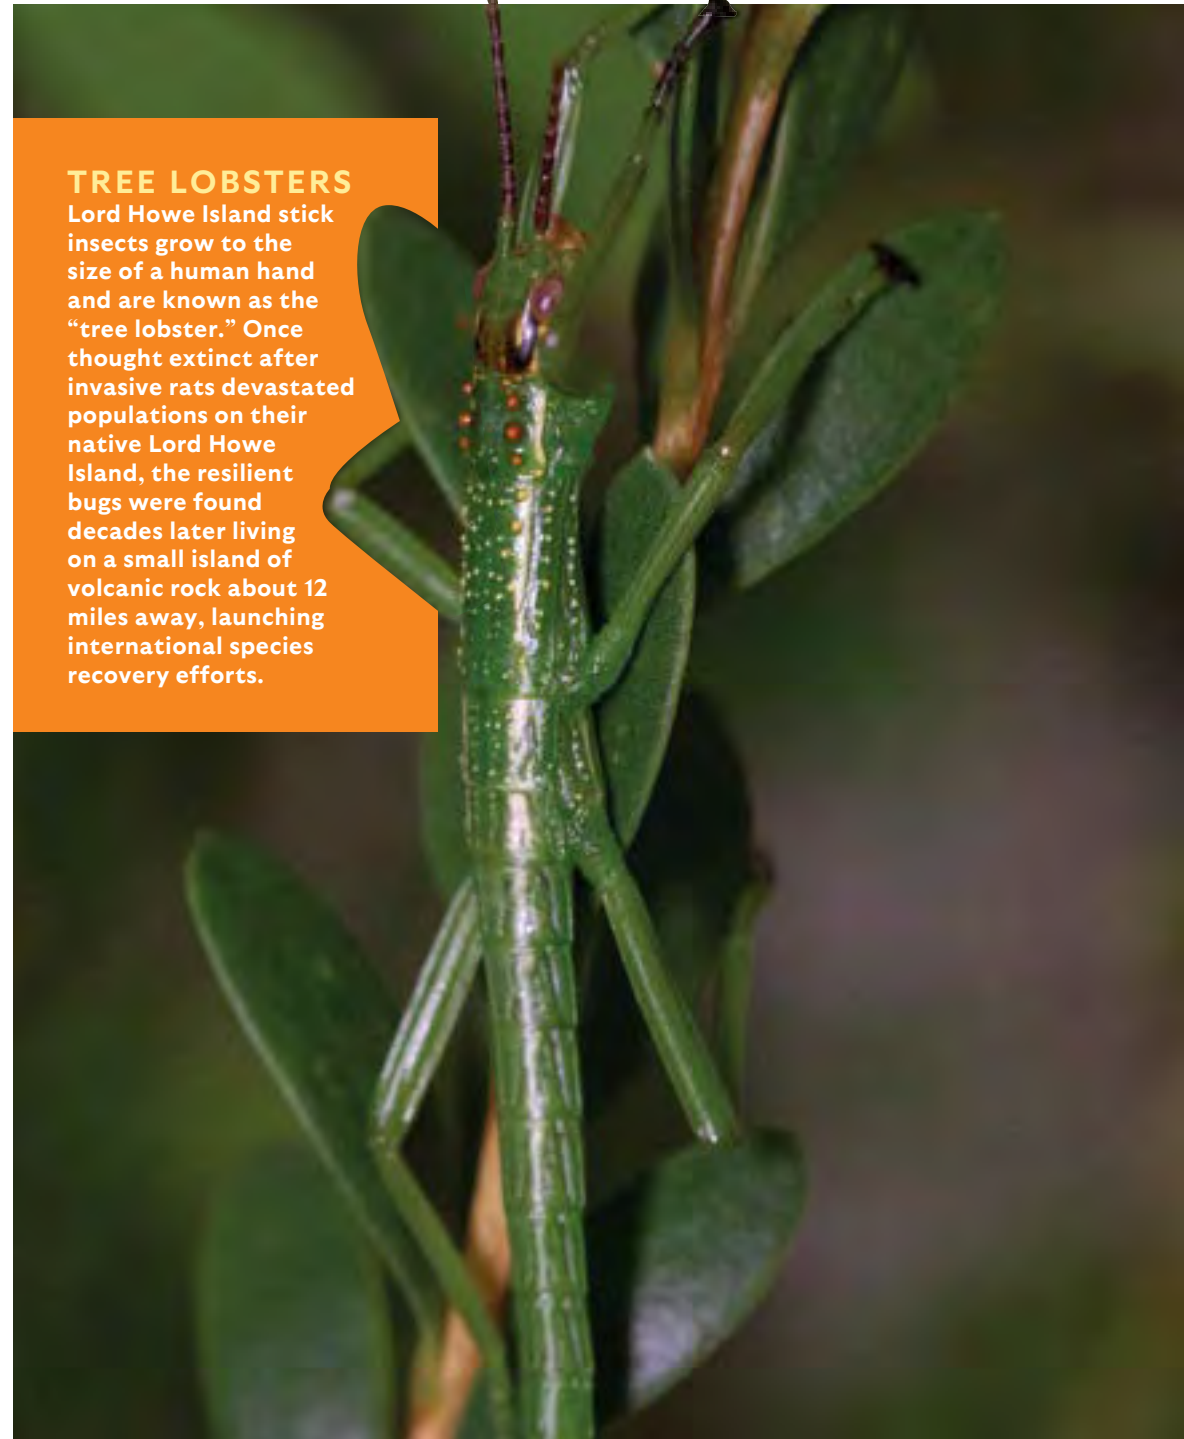 TREE LOBSTERS
Lord Howe Island stick
insects grow to the
size of a human hand
and are known as the
“tree lobster.” Once
thought extinct after
invasive rats devastated
populations on their
native Lord Howe
Island, the resilient
bugs were found
decades later living
on a small island of
volcanic rock about 12
miles away, launching
international species
recovery efforts.